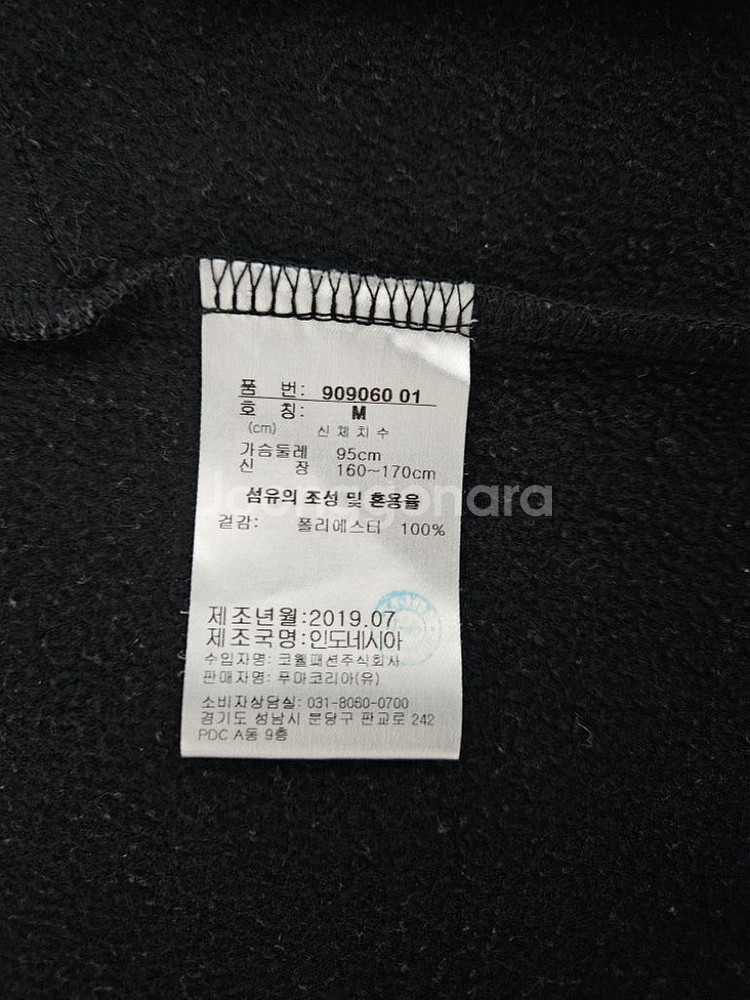 품 번: 909060 01
호 칭: M
(cm) 신체치수
가슴둘레 95cm
신 장 160~170cm
Joonggonara
섬유의 조성 및 혼용율
겉감: 폴리에스터 100%
제조년월:2019.07
제조국명:인도네시아
수입자명: 코웰패션주식회사
판매자명: 푸마코리아(유)
소비자상담실: 031-8060-0700
경기도 성남시 분당구 판교로 242
PDC A동 9층